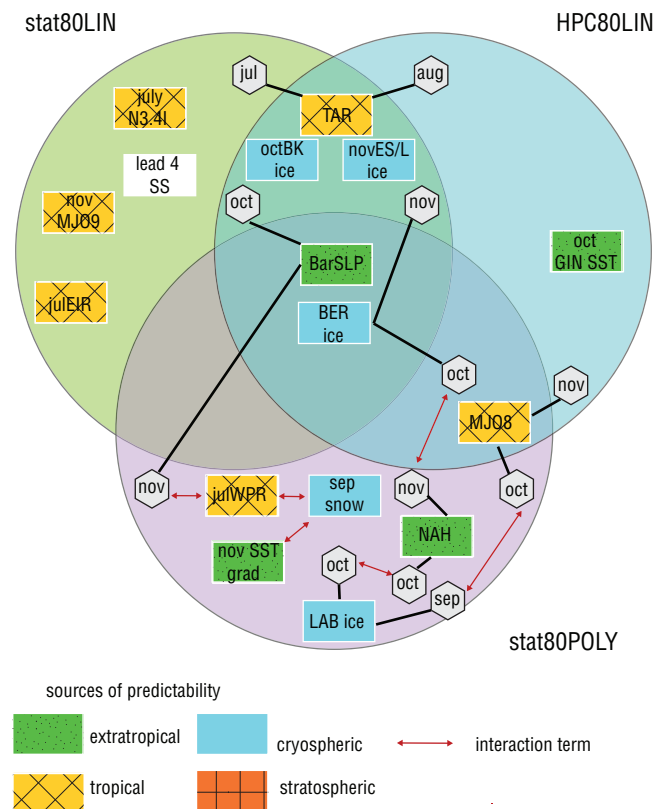 stat80LIN
HPC80LIN
jul
aug
july
N3.4I
TAR
octBK
ice
novES/L
ice
lead 4
SS
nov
MJO9
oct
nov
oct
GIN SST
BarSLP
julEIR
BER
ice
oct
nov
MJO8
nov
julWPR
sep
snow
nov
oct
nov SST
grad
NAH
oct
oct
sep
LAB ice
stat80POLY
sources of predictability
extratropical
cryospheric
interaction term
tropical
stratospheric